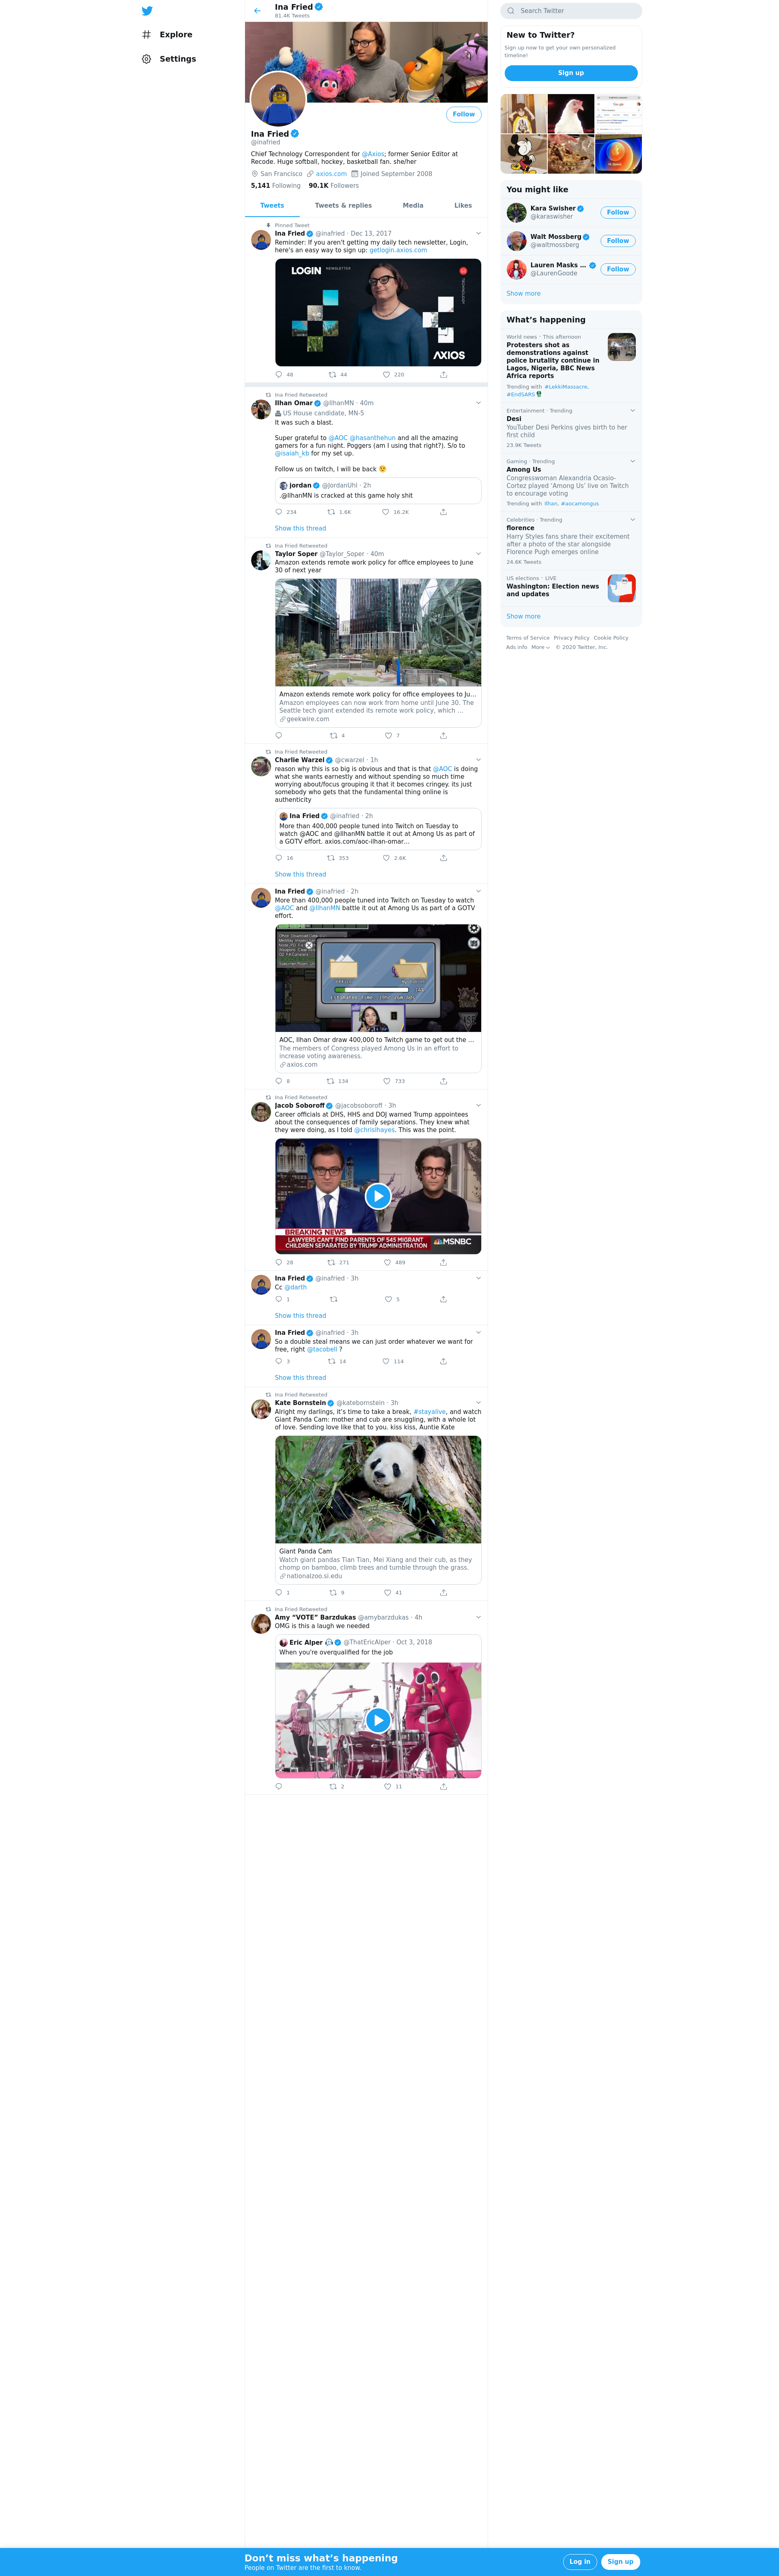 Explore
Settings
Ina Fried
81.4K Tweets
Follow
Ina Fried
@inafried
Chief Technology Correspondent for @Axios; former Senior Editor at
Recode. Huge softball, hockey, basketball fan. she/her
San Francisco axios.com Joined September 2008
5,141 Following 90.1K Followers
Tweets Tweets & replies Media Likes
Pinned Tweet
Ina Fried @inafried · Dec 13, 2017
Reminder: If you aren't getting my daily tech newsletter, Login,
here's an easy way to sign up: getlogin.axios.com
LOGIN NEWSLETTER
TECHNOLOGY
AXIOS
48 44 220
Ina Fried Retweeted
Ilhan Omar @IlhanMN · 40m
US House candidate, MN-5
It was such a blast.
Super grateful to @AOC @hasanthehun and all the amazing
gamers for a fun night. Poggers (am I using that right?). S/o to
@isaiah_kb for my set up.
Follow us on twitch, I will be back 😉
jordan @JordanUhl · 2h
.@IlhanMN is cracked at this game holy shit
234 1.6K 16.2K
Show this thread
Ina Fried Retweeted
Taylor Soper @Taylor_Soper · 40m
Amazon extends remote work policy for office employees to June
30 of next year
Amazon extends remote work policy for office employees to Ju...
Amazon employees can now work from home until June 30. The
Seattle tech giant extended its remote work policy, which ...
geekwire.com
4 7
Ina Fried Retweeted
Charlie Warzel @cwarzel · 1h
reason why this is so big is obvious and that is that @AOC is doing
what she wants earnestly and without spending so much time
worrying about/focus grouping it that it becomes cringey. its just
somebody who gets that the fundamental thing online is
authenticity
Ina Fried @inafried · 2h
More than 400,000 people tuned into Twitch on Tuesday to
watch @AOC and @IlhanMN battle it out at Among Us as part of
a GOTV effort. axios.com/aoc-ilhan-omar...
16 353 2.6K
Show this thread
Ina Fried @inafried · 2h
More than 400,000 people tuned into Twitch on Tuesday to watch
@AOC and @IlhanMN battle it out at Among Us as part of a GOTV
effort.
AOC, Ilhan Omar draw 400,000 to Twitch game to get out the ...
The members of Congress played Among Us in an effort to
increase voting awareness.
axios.com
8 134 733
Ina Fried Retweeted
Jacob Soboroff @jacobsoboroff · 3h
Career officials at DHS, HHS and DOJ warned Trump appointees
about the consequences of family separations. They knew what
they were doing, as I told @chrislhayes. This was the point.
BREAKING NEWS
LAWYERS CAN'T FIND PARENTS OF 545 MIGRANT
CHILDREN SEPARATED BY TRUMP ADMINISTRATION
MSNBC
28 271 489
Ina Fried @inafried · 3h
Cc @darth
1 5
Show this thread
Ina Fried @inafried · 3h
So a double steal means we can just order whatever we want for
free, right @tacobell ?
3 14 114
Show this thread
Ina Fried Retweeted
Kate Bornstein @katebornstein · 3h
Alright my darlings, it's time to take a break, #stayalive, and watch
Giant Panda Cam: mother and cub are snuggling, with a whole lot
of love. Sending love like that to you. kiss kiss, Auntie Kate
Giant Panda Cam
Watch giant pandas Tian Tian, Mei Xiang and their cub, as they
chomp on bamboo, climb trees and tumble through the grass.
nationalzoo.si.edu
1 9 41
Ina Fried Retweeted
Amy “VOTE” Barzdukas @amybarzdukas · 4h
OMG is this a laugh we needed
Eric Alper @ThatEricAlper · Oct 3, 2018
When you're overqualified for the job
2 11
Search Twitter
New to Twitter?
Sign up now to get your own personalized
timeline!
Sign up
You might like
Kara Swisher
@karaswisher
Follow
Walt Mossberg
@waltmossberg
Follow
Lauren Masks ...
@LaurenGoode
Follow
Show more
What's happening
World news · This afternoon
Protesters shot as
demonstrations against
police brutality continue in
Lagos, Nigeria, BBC News
Africa reports
Trending with #LekkiMassacre,
#EndSARS
Entertainment · Trending
Desi
YouTuber Desi Perkins gives birth to her
first child
23.9K Tweets
Gaming · Trending
Among Us
Congresswoman Alexandria Ocasio-
Cortez played 'Among Us' live on Twitch
to encourage voting
Trending with Ilhan, #aocamongus
Celebrities · Trending
florence
Harry Styles fans share their excitement
after a photo of the star alongside
Florence Pugh emerges online
24.6K Tweets
US elections · LIVE
Washington: Election news
and updates
Show more
Terms of Service Privacy Policy Cookie Policy
Ads info More © 2020 Twitter, Inc.
Don't miss what's happening
People on Twitter are the first to know.
Log in Sign up